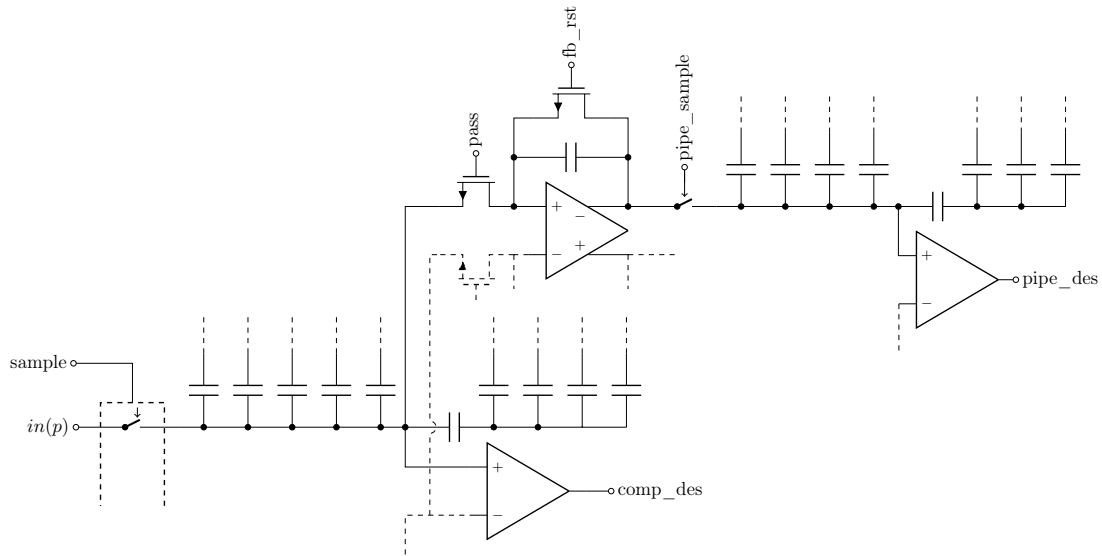 fb_rst
pipe_sample
pass
+
−
−
+
+
−
pipe_des
sample
in(p)
+
−
comp_des